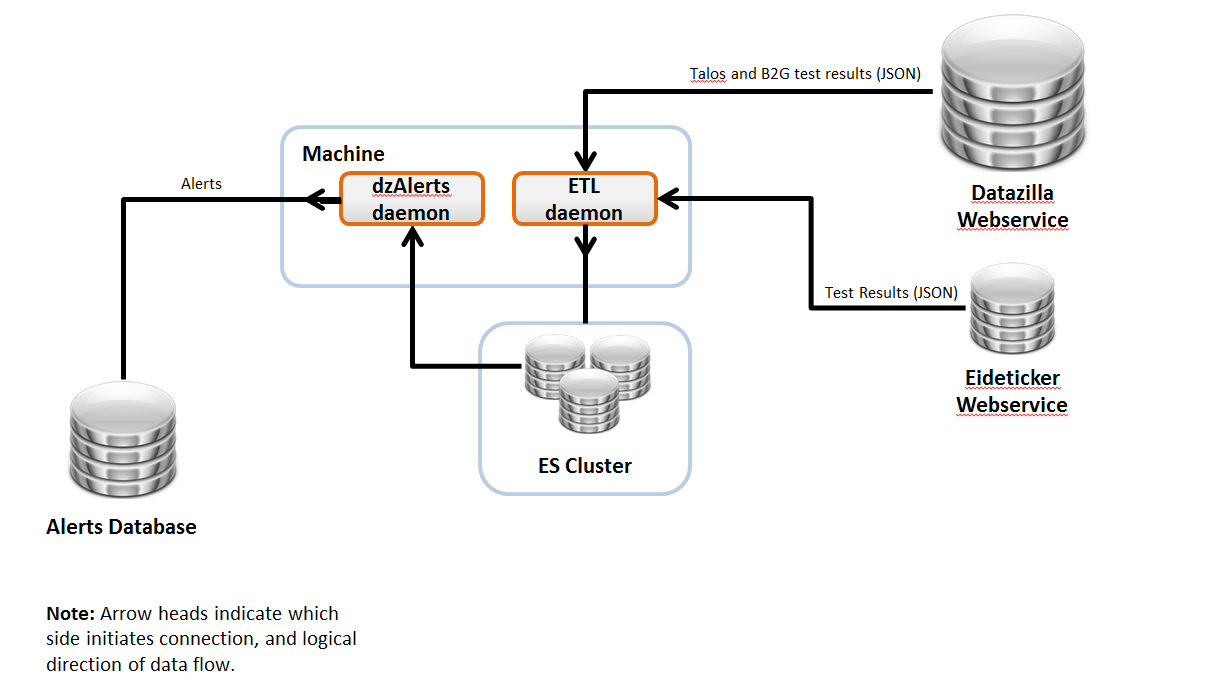 Talos and B2G test results (JSON)
Machine
Alerts
dzAlerts
daemon
ETL
daemon
Datazilla
Webservice
Test Results (JSON)
Eideticker
Webservice
ES Cluster
Alerts Database
Note: Arrow heads indicate which
side initiates connection, and logical
direction of data flow.